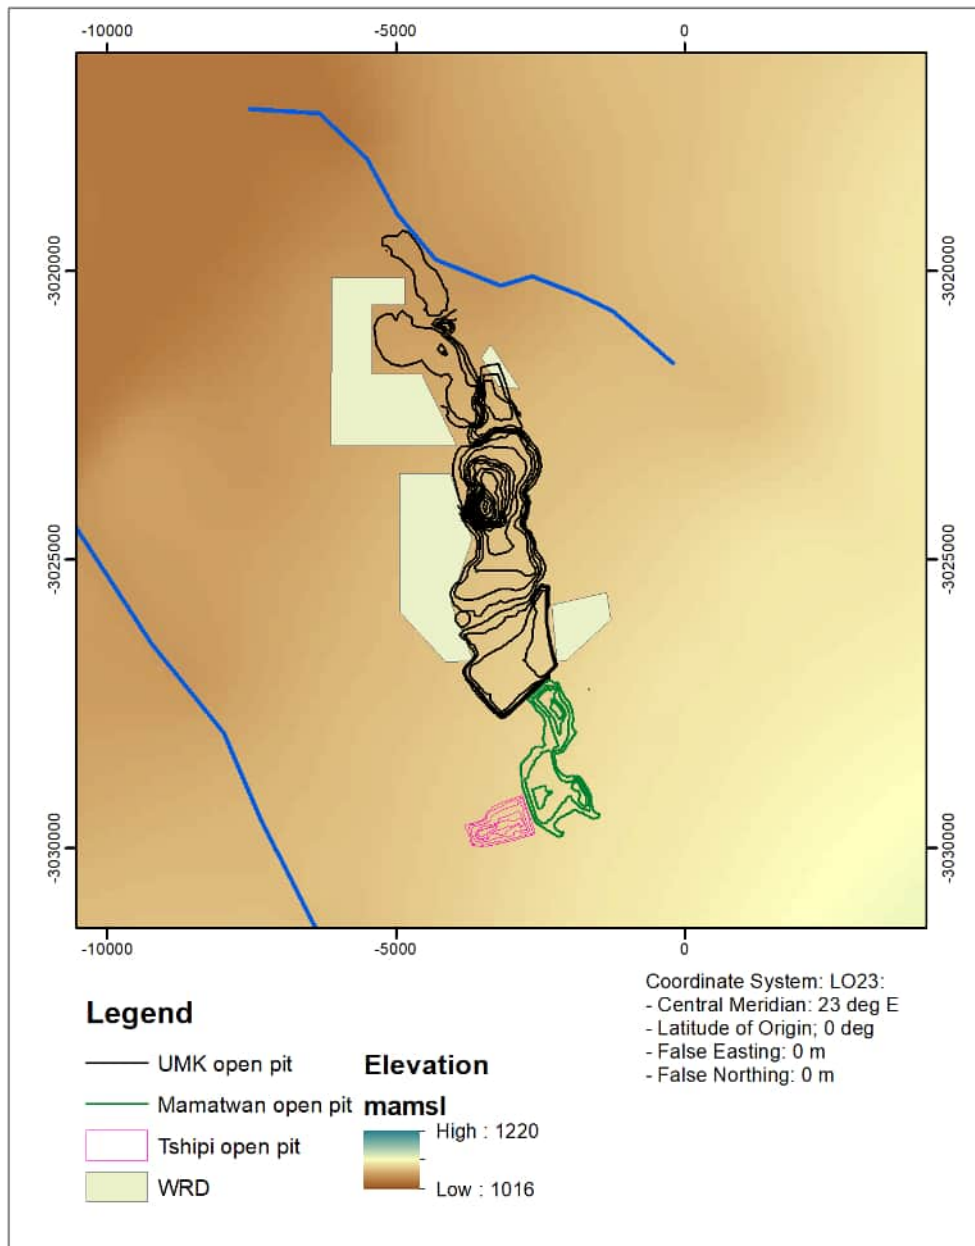 -10000 -5000 0
-3020000 -3020000
-3025000 -3025000
-3030000 -3030000
-10000 -5000 0
Coordinate System: LO23:
- Central Meridian: 23 deg E
- Latitude of Origin; 0 deg
- False Easting: 0 m
- False Northing: 0 m
Legend
UMK open pit
Mamatwan open pit
Tshipi open pit
WRD
Elevation
mamsl
High : 1220
Low : 1016